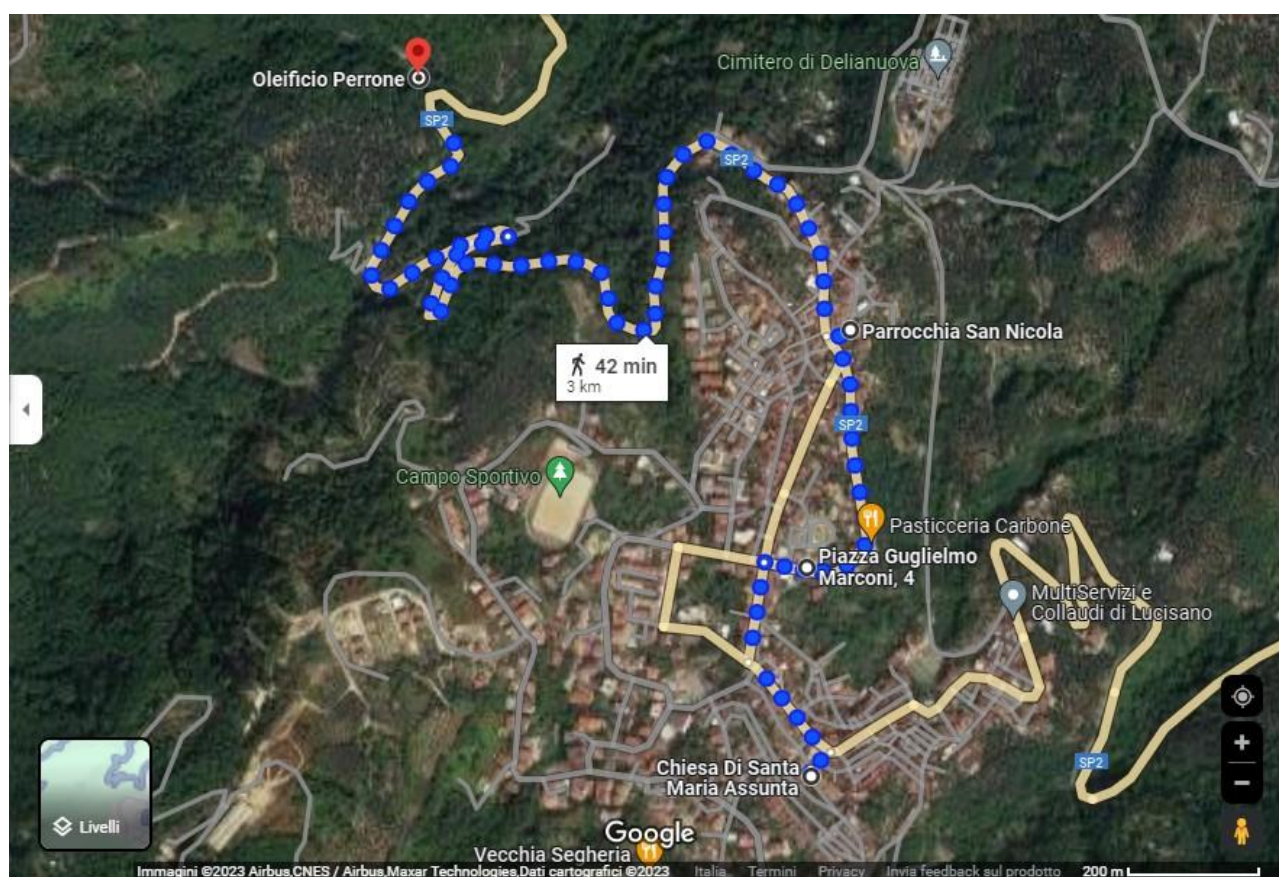 Cimitero di Delianuova
Oleificio Perrone
SP2
SP2
Parrocchia San Nicola
42 min
3 km
SP2
Campo Sportivo
Pasticceria Carbone
Piazza Guglielmo
Marconi, 4
MultiServizi e
Collaudi di Lucisano
SP2
Chiesa Di Santa
Maria Assunta
Livelli
Google
Vecchia Segheria
Immagini ©2023 Airbus,CNES / Airbus,Maxar Technologies,Dati cartografici ©2023 Italia Termini Privacy Invia feedback sul prodotto 200 m